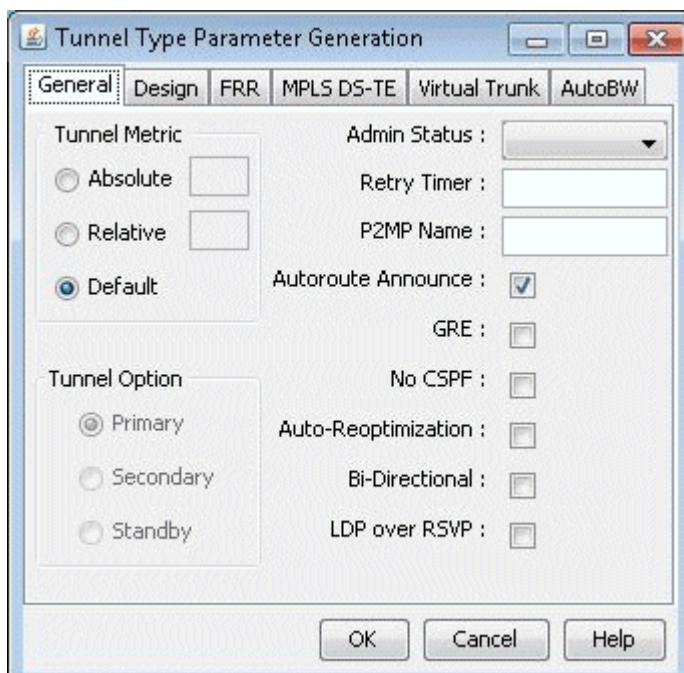 Tunnel Type Parameter Generation
General Design FRR MPLS DS-TE Virtual Trunk AutoBW
Tunnel Metric
Absolute
Relative
Default
Tunnel Option
Primary
Secondary
Standby
Admin Status :
Retry Timer :
P2MP Name :
Autoroute Announce :
GRE :
No CSPF :
Auto-Reoptimization :
Bi-Directional :
LDP over RSVP :
OK Cancel Help